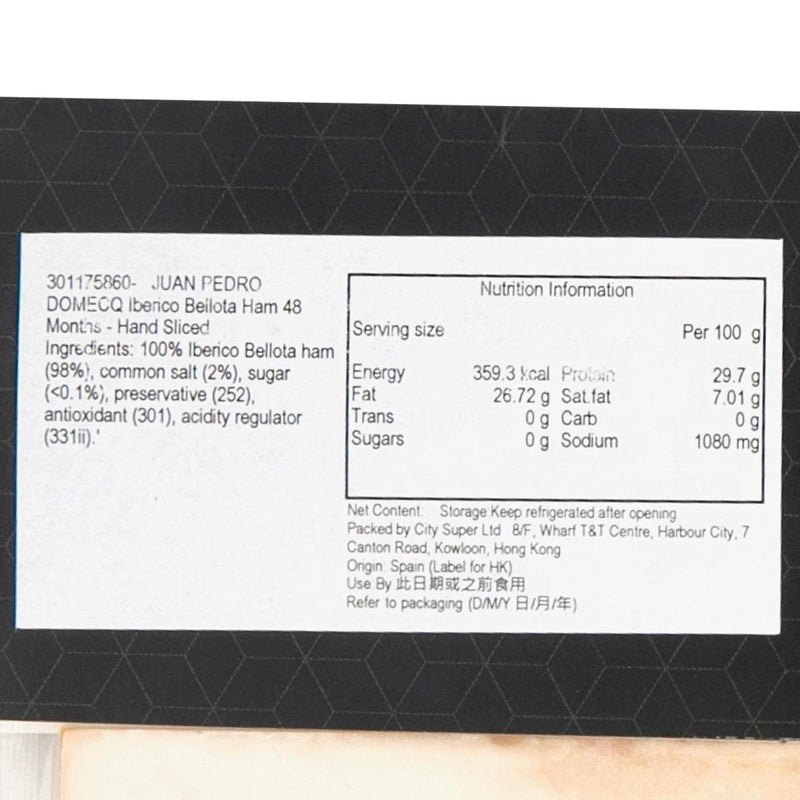 301175860- JUAN PEDRO
DOMECQ Iberico Bellota Ham 48
Months - Hand Sliced
Ingredients: 100% Iberico Bellota ham
(98%), common salt (2%), sugar
(<0.1%), preservative (252),
antioxidant (301), acidity regulator
(331ii).'
Nutrition Information
Serving size Per 100 g
Energy 359.3 kcal Protein 29.7 g
Fat 26.72 g Sat.fat 7.01 g
Trans 0 g Carb 0 g
Sugars 0 g Sodium 1080 mg
Net Content: Storage:Keep refrigerated after opening
Packed by City Super Ltd 8/F, Wharf T&T Centre, Harbour City, 7
Canton Road, Kowloon, Hong Kong
Origin: Spain (Label for HK)
Use By 此日期或之前食用
Refer to packaging (D/M/Y 日/月/年)